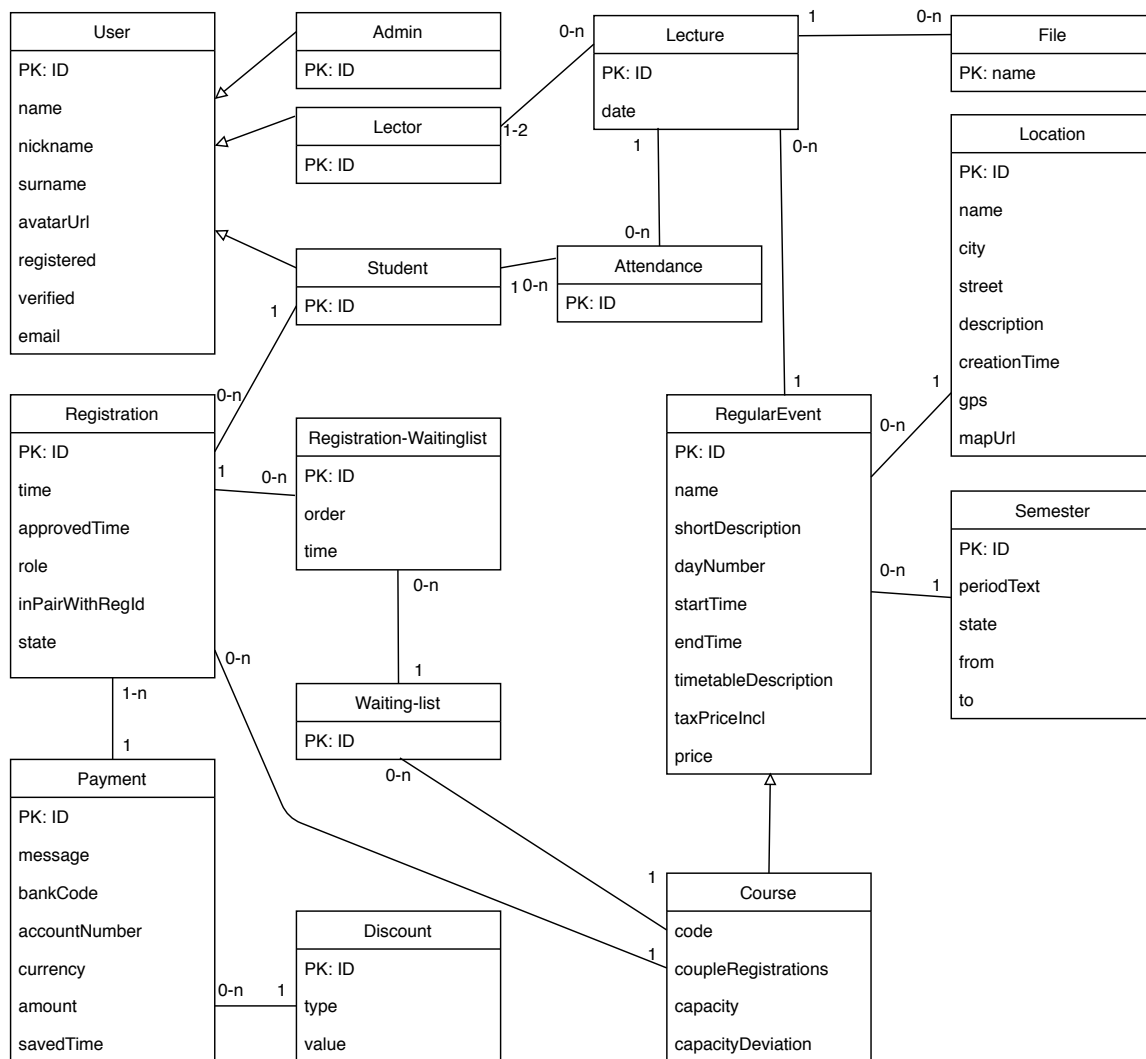 User
PK: ID
name
nickname
surname
avatarUrl
registered
verified
email
Admin
PK: ID
Lector
PK: ID
1-2
0-n
Lecture
PK: ID
date
1
0-n
File
PK: name
Location
PK: ID
name
city
street
description
creationTime
gps
mapUrl
1
0-n
0-n
Student
PK: ID
1
0-n
Attendance
PK: ID
1
0-n
1
Registration
PK: ID
time
approvedTime
role
inPairWithRegId
state
1
0-n
Registration-Waitinglist
PK: ID
order
time
0-n
1
Waiting-list
PK: ID
0-n
0-n
RegularEvent
PK: ID
name
shortDescription
dayNumber
startTime
endTime
timetableDescription
taxPriceIncl
price
0-n
1
0-n
1
Semester
PK: ID
periodText
state
from
to
1-n
1
Payment
PK: ID
message
bankCode
accountNumber
currency
amount
savedTime
0-n
1
Discount
PK: ID
type
value
1
1
Course
code
coupleRegistrations
capacity
capacityDeviation